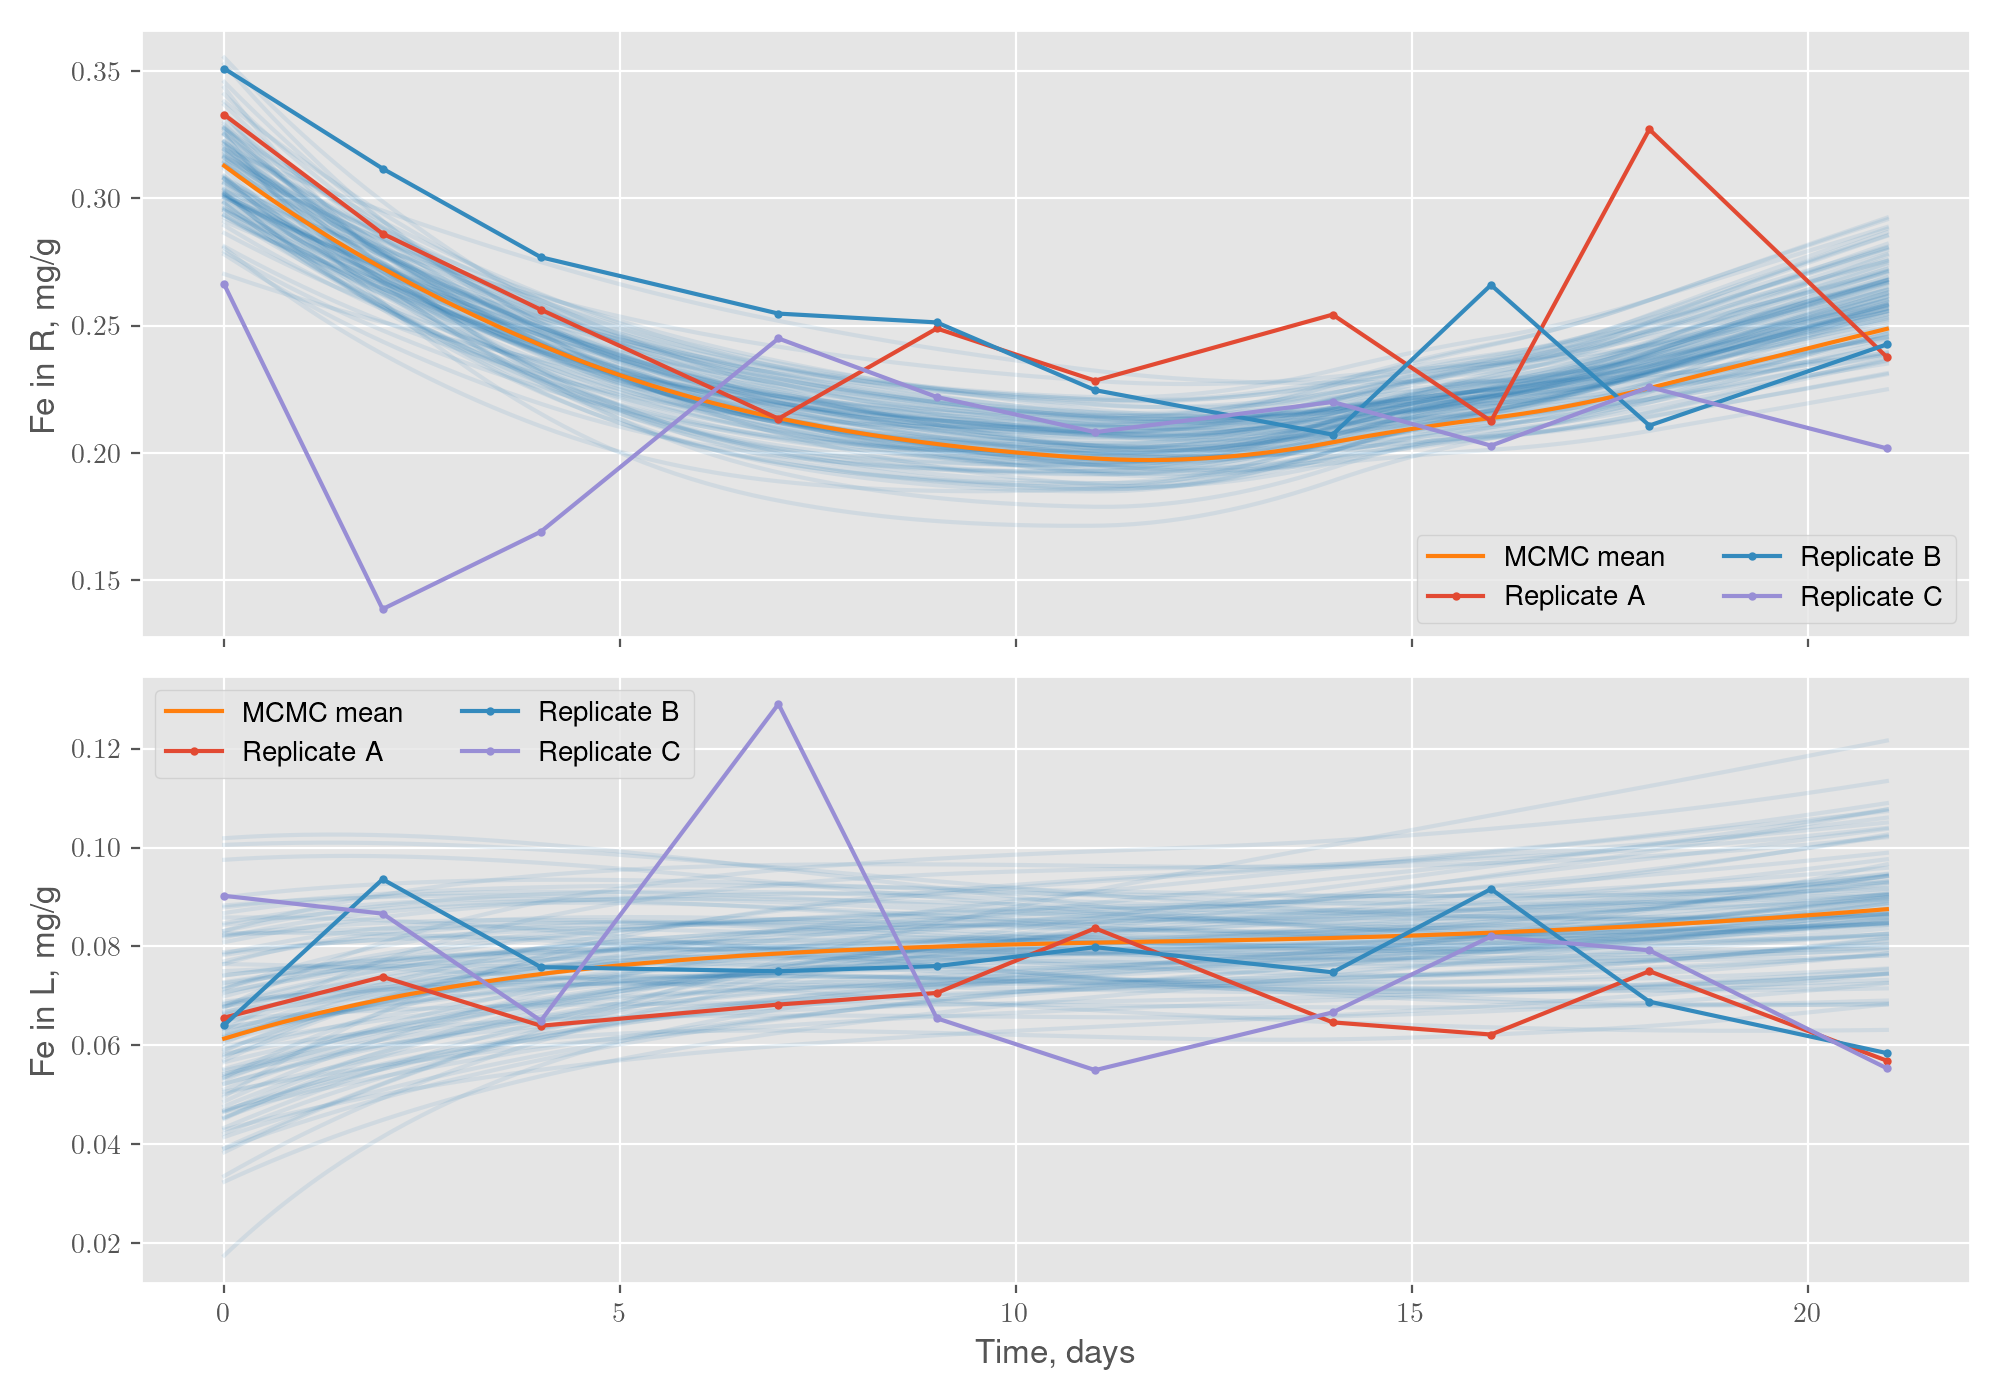 Fe in R, mg/g
0.35
0.30
0.25
0.20
0.15
MCMC mean
Replicate A
Replicate B
Replicate C
Fe in L, mg/g
MCMC mean
Replicate A
Replicate B
Replicate C
0.12
0.10
0.08
0.06
0.04
0.02
0
5
10
15
20
Time, days